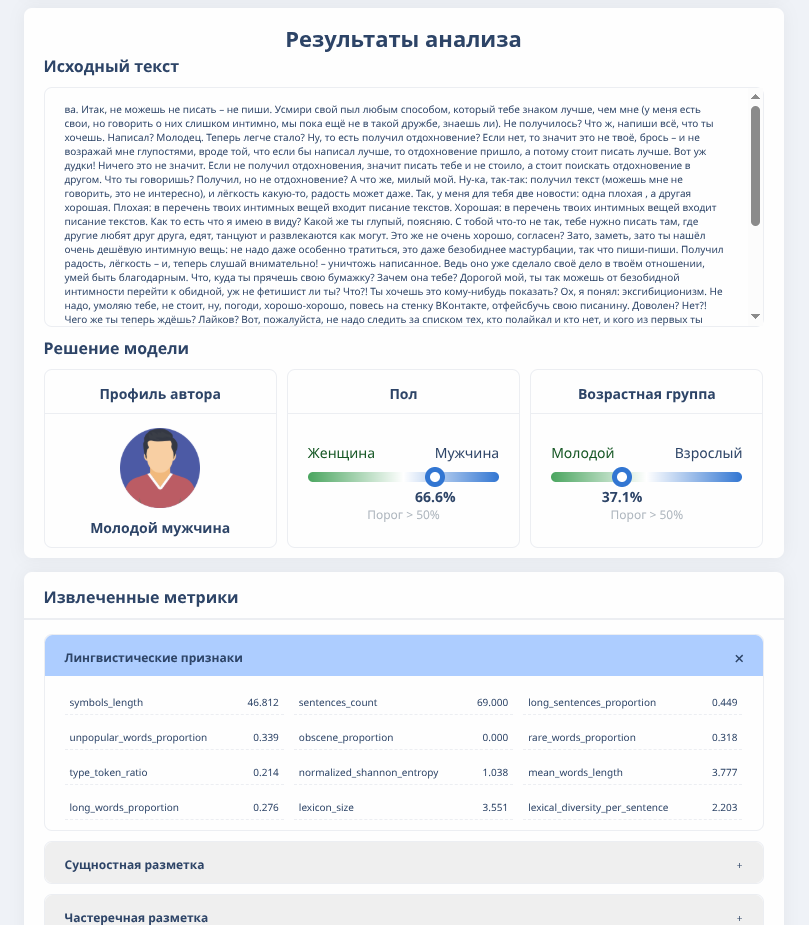 Результаты анализа
Исходный текст
ва. Итак, не можешь не писать – не пиши. Усмири свой пыл любым способом, который тебе знаком лучше, чем мне (у меня есть
свои, но говорить о них слишком интимно, мы пока ещё не в такой дружбе, знаешь ли). Не получилось? Что ж, напиши всё, что ты
хочешь. Написал? Молодец. Теперь легче стало? Ну, то есть получил отдохновение? Если нет, то значит это не твоё, брось – и не
возражай мне глупостями, вроде той, что если бы написал лучше, то отдохновение пришло, а потому стоит писать лучше. Вот уж
дудки! Ничего это не значит. Если не получил отдохновения, значит писать тебе и не стоило, а стоит поискать отдохновение в
другом. Что ты говоришь? Получил, но не отдохновение? А что же, милый мой. Ну-ка, так-так: получил текст (можешь мне не
говорить, это не интересно), и лёгкость какую-то, радость может даже. Так, у меня для тебя две новости: одна плохая , а другая
хорошая. Плохая: в перечень твоих интимных вещей входит писание текстов. Хорошая: в перечень твоих интимных вещей входит
писание текстов. Как то есть что я имею в виду? Какой же ты глупый, поясняю. С тобой что-то не так, тебе нужно писать там, где
другие любят друг друга, едят, танцуют и развлекаются как могут. Это же не очень хорошо, согласен? Зато, заметь, зато ты нашёл
очень дешёвую интимную вещь: не надо даже особенно тратиться, это даже безобиднее мастурбации, так что пиши-пиши. Получил
радость, лёгкость – и, теперь слушай внимательно! – уничтожь написанное. Ведь оно уже сделало своё дело в твоём отношении,
умей быть благодарным. Что, куда ты прячешь свою бумажку? Зачем она тебе? Дорогой мой, ты так можешь от безобидной
интимности перейти к обидной, уж не фетишист ли ты? Что?! Ты хочешь это кому-нибудь показать? Ох, я понял: эксгибиционизм. Не
надо, умоляю тебе, не стоит, ну, погоди, хорошо-хорошо, повесь на стенку ВКонтакте, отфейсбучь свою писанину. Доволен? Нет?!
Чего же ты теперь ждёшь? Лайков? Вот, пожалуйста, не надо следить за списком тех, кто полайкал и кто нет, и кого из первых ты
Решение модели
Профиль автора
Молодой мужчина
Пол
Женщина Мужчина
66.6%
Порог > 50%
Возрастная группа
Молодой Взрослый
37.1%
Порог > 50%
Извлеченные метрики
Лингвистические признаки ×
symbols_length 46.812 sentences_count 69.000 long_sentences_proportion 0.449
unpopular_words_proportion 0.339 obscene_proportion 0.000 rare_words_proportion 0.318
type_token_ratio 0.214 normalized_shannon_entropy 1.038 mean_words_length 3.777
long_words_proportion 0.276 lexicon_size 3.551 lexical_diversity_per_sentence 2.203
Сущностная разметка +
Частеречная разметка +